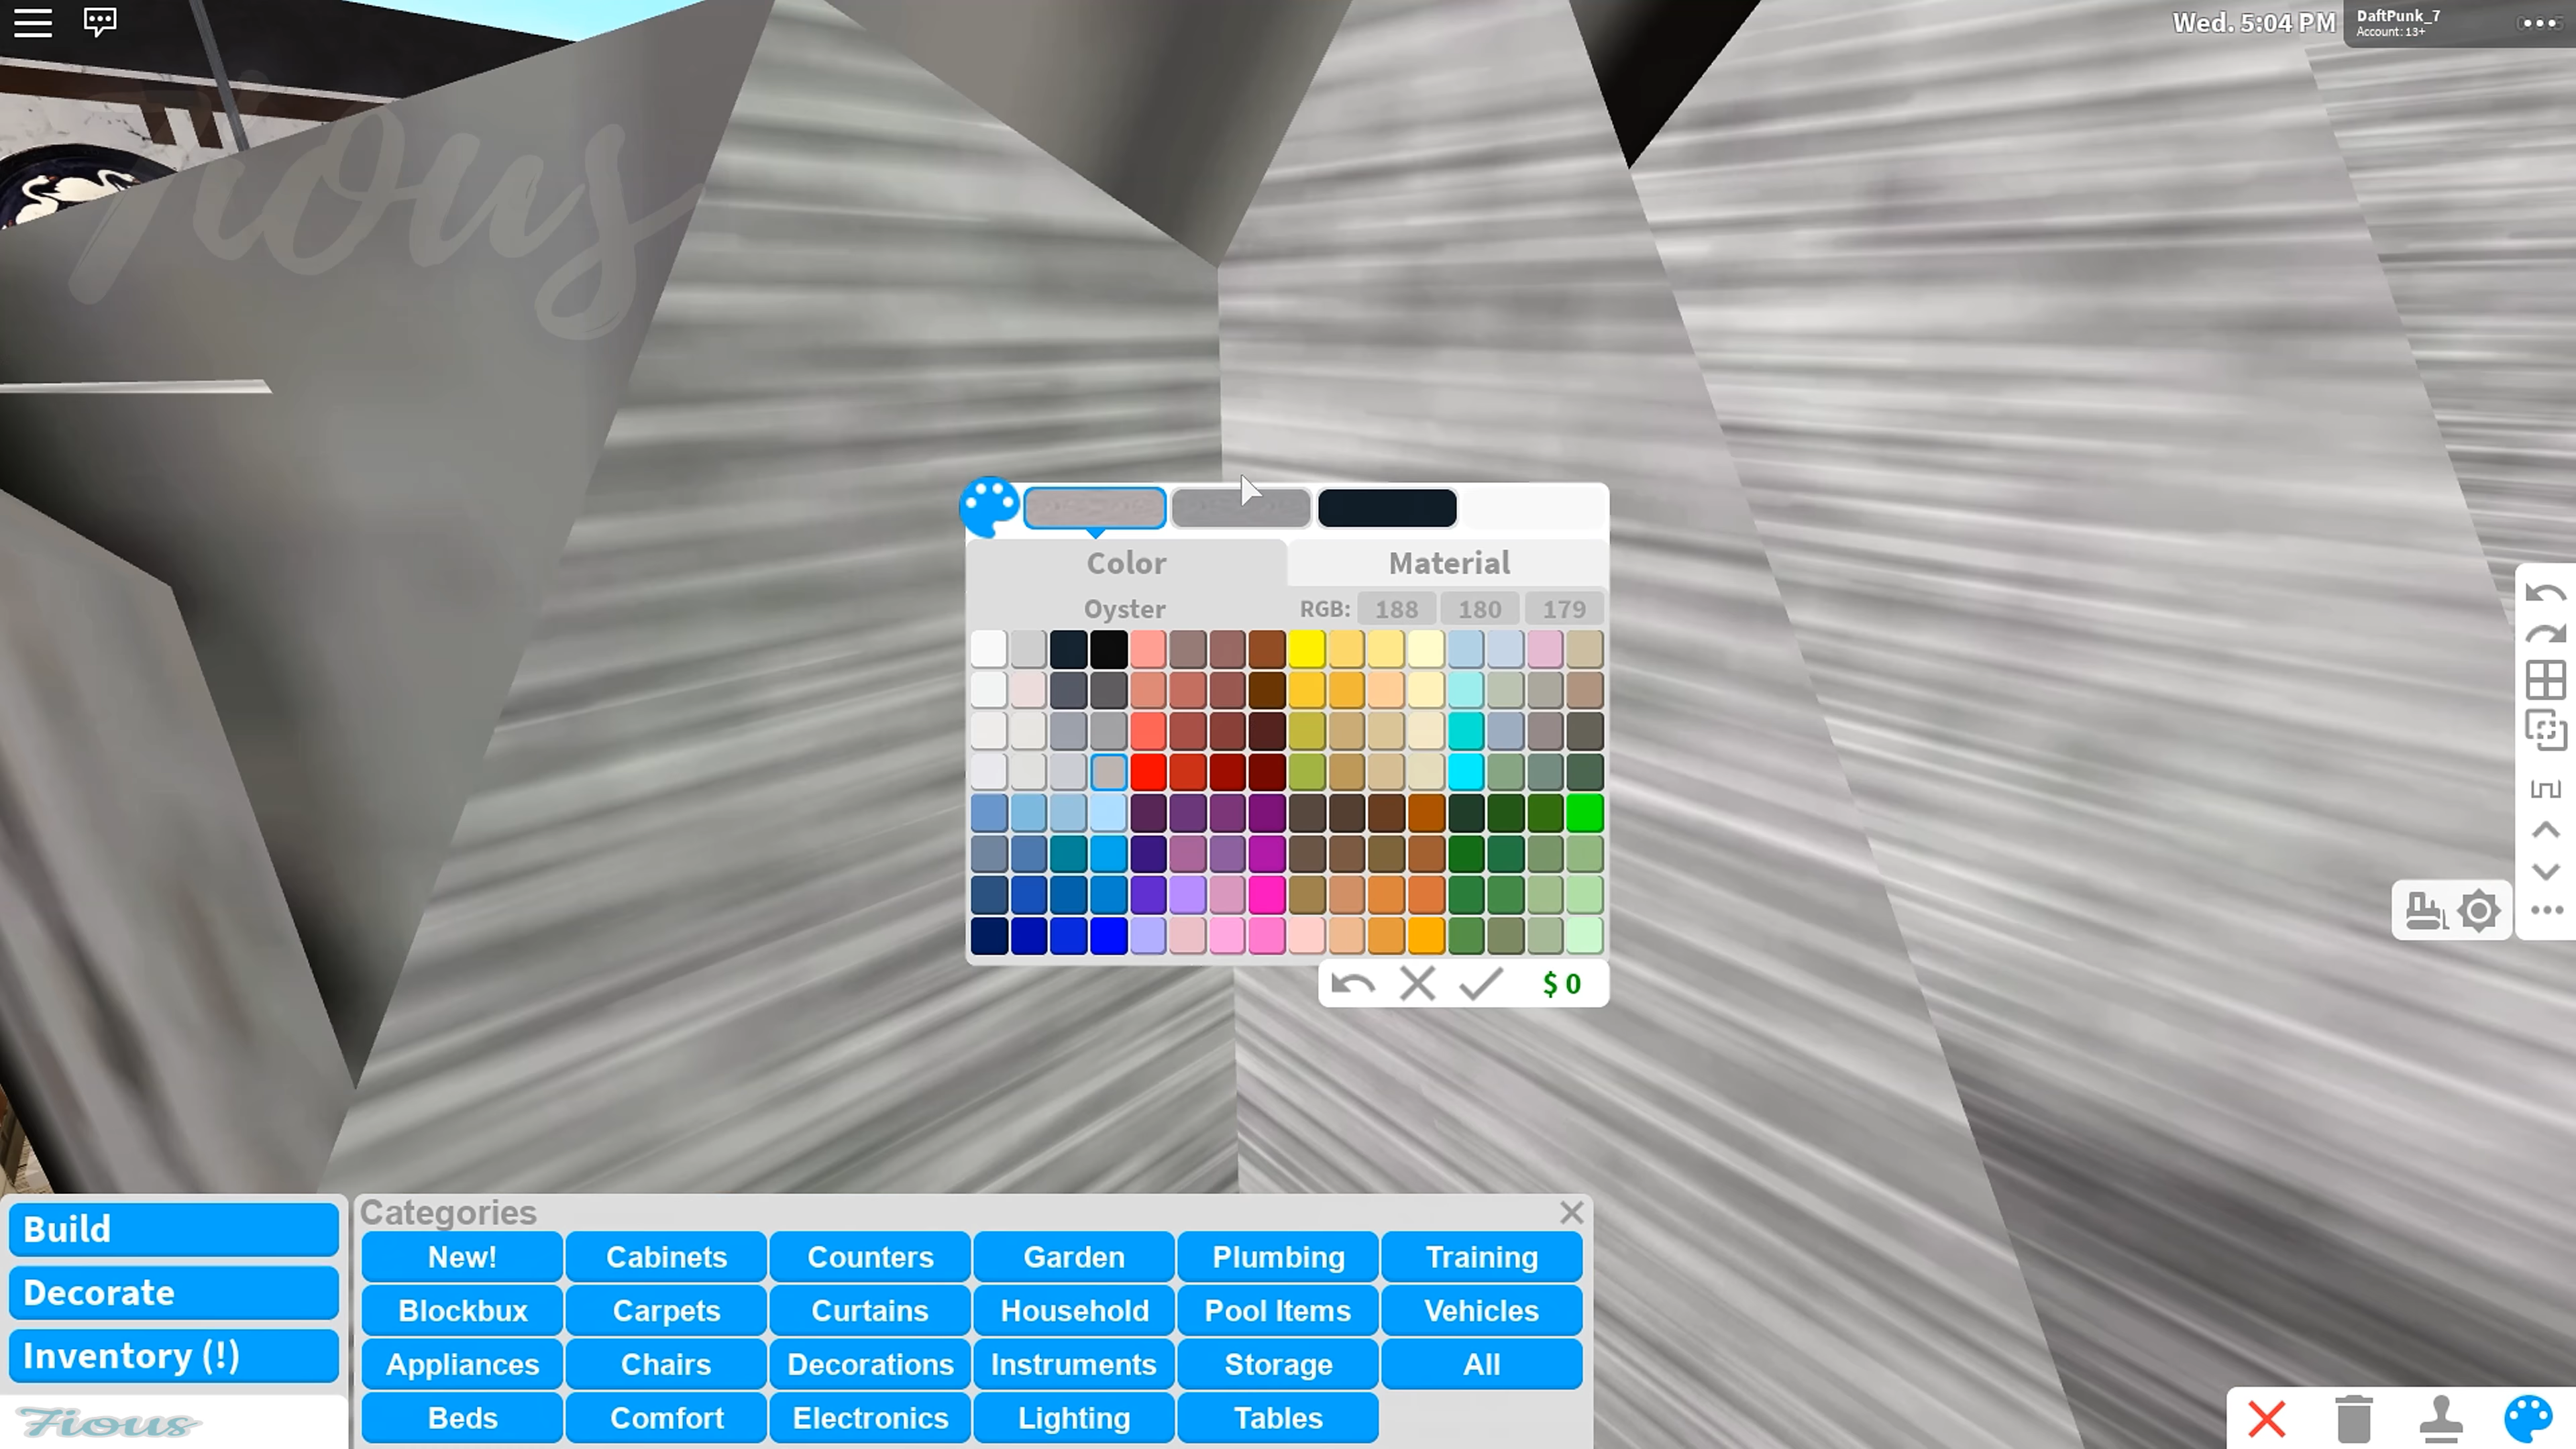 Wed. 5:04 PM
DaftPunk_7
Account: 13+
Fious
Color
Material
Oyster
RGB: 188 180 179
$ 0
Build
Decorate
Inventory (!)
Categories
New! Cabinets Counters Garden Plumbing Training
Blockbux Carpets Curtains Household Pool Items Vehicles
Appliances Chairs Decorations Instruments Storage All
Beds Comfort Electronics Lighting Tables
Fious